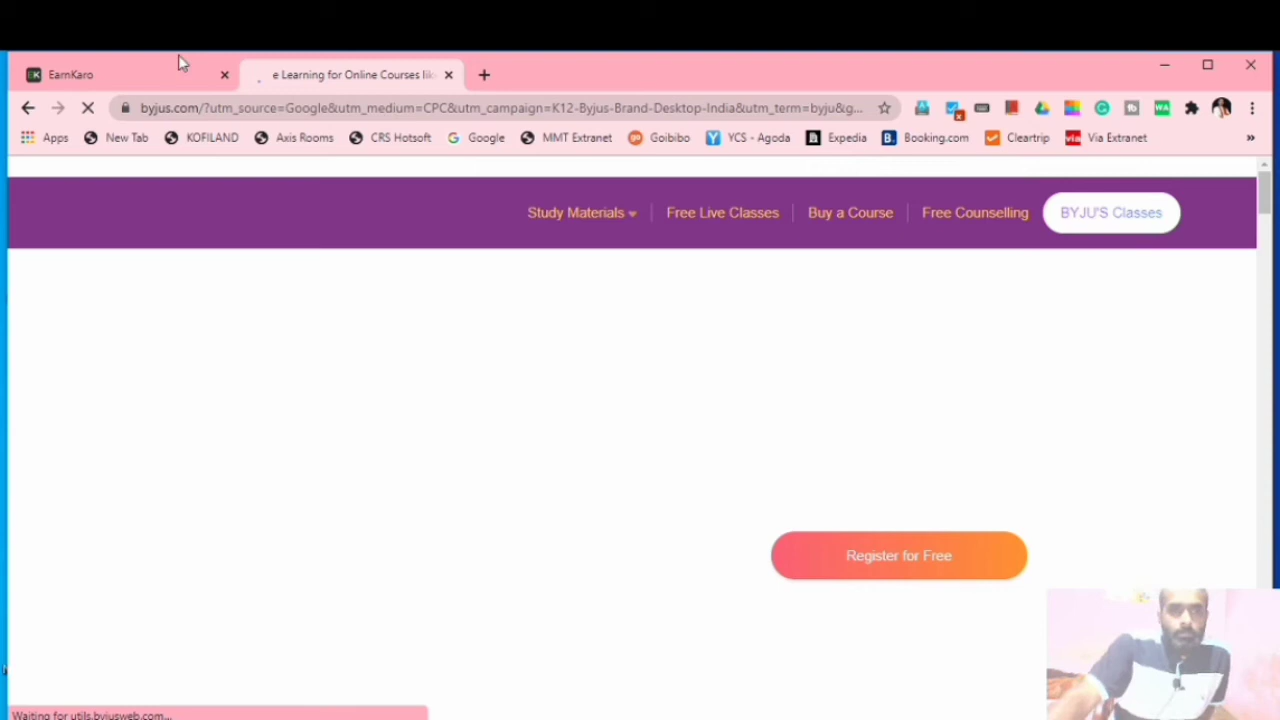 EK EarnKaro
e Learning for Online Courses lik
byjus.com/?utm_source=Google&utm_medium=CPC&utm_campaign=K12-Byjus-Brand-Desktop-India&utm_term=byju&g...
Apps New Tab KOFILAND Axis Rooms CRS Hotsoft G Google MMT Extranet go Goibibo Y YCS - Agoda Expedia B. Booking.com Cleartrip via Via Extranet »
Study Materials Free Live Classes Buy a Course Free Counselling BYJU'S Classes
Register for Free
Waiting for utils.byjusweb.com...